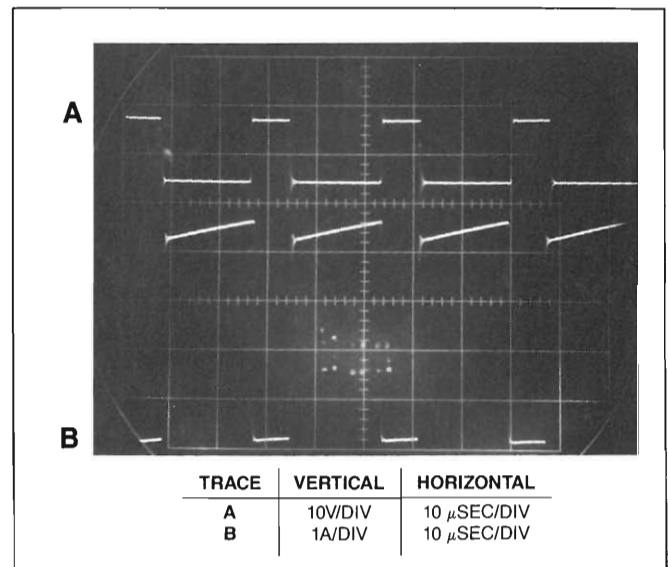 A
B
TRACE VERTICAL HORIZONTAL
A 10V/DIV 10 μSEC/DIV
B 1A/DIV 10 μSEC/DIV